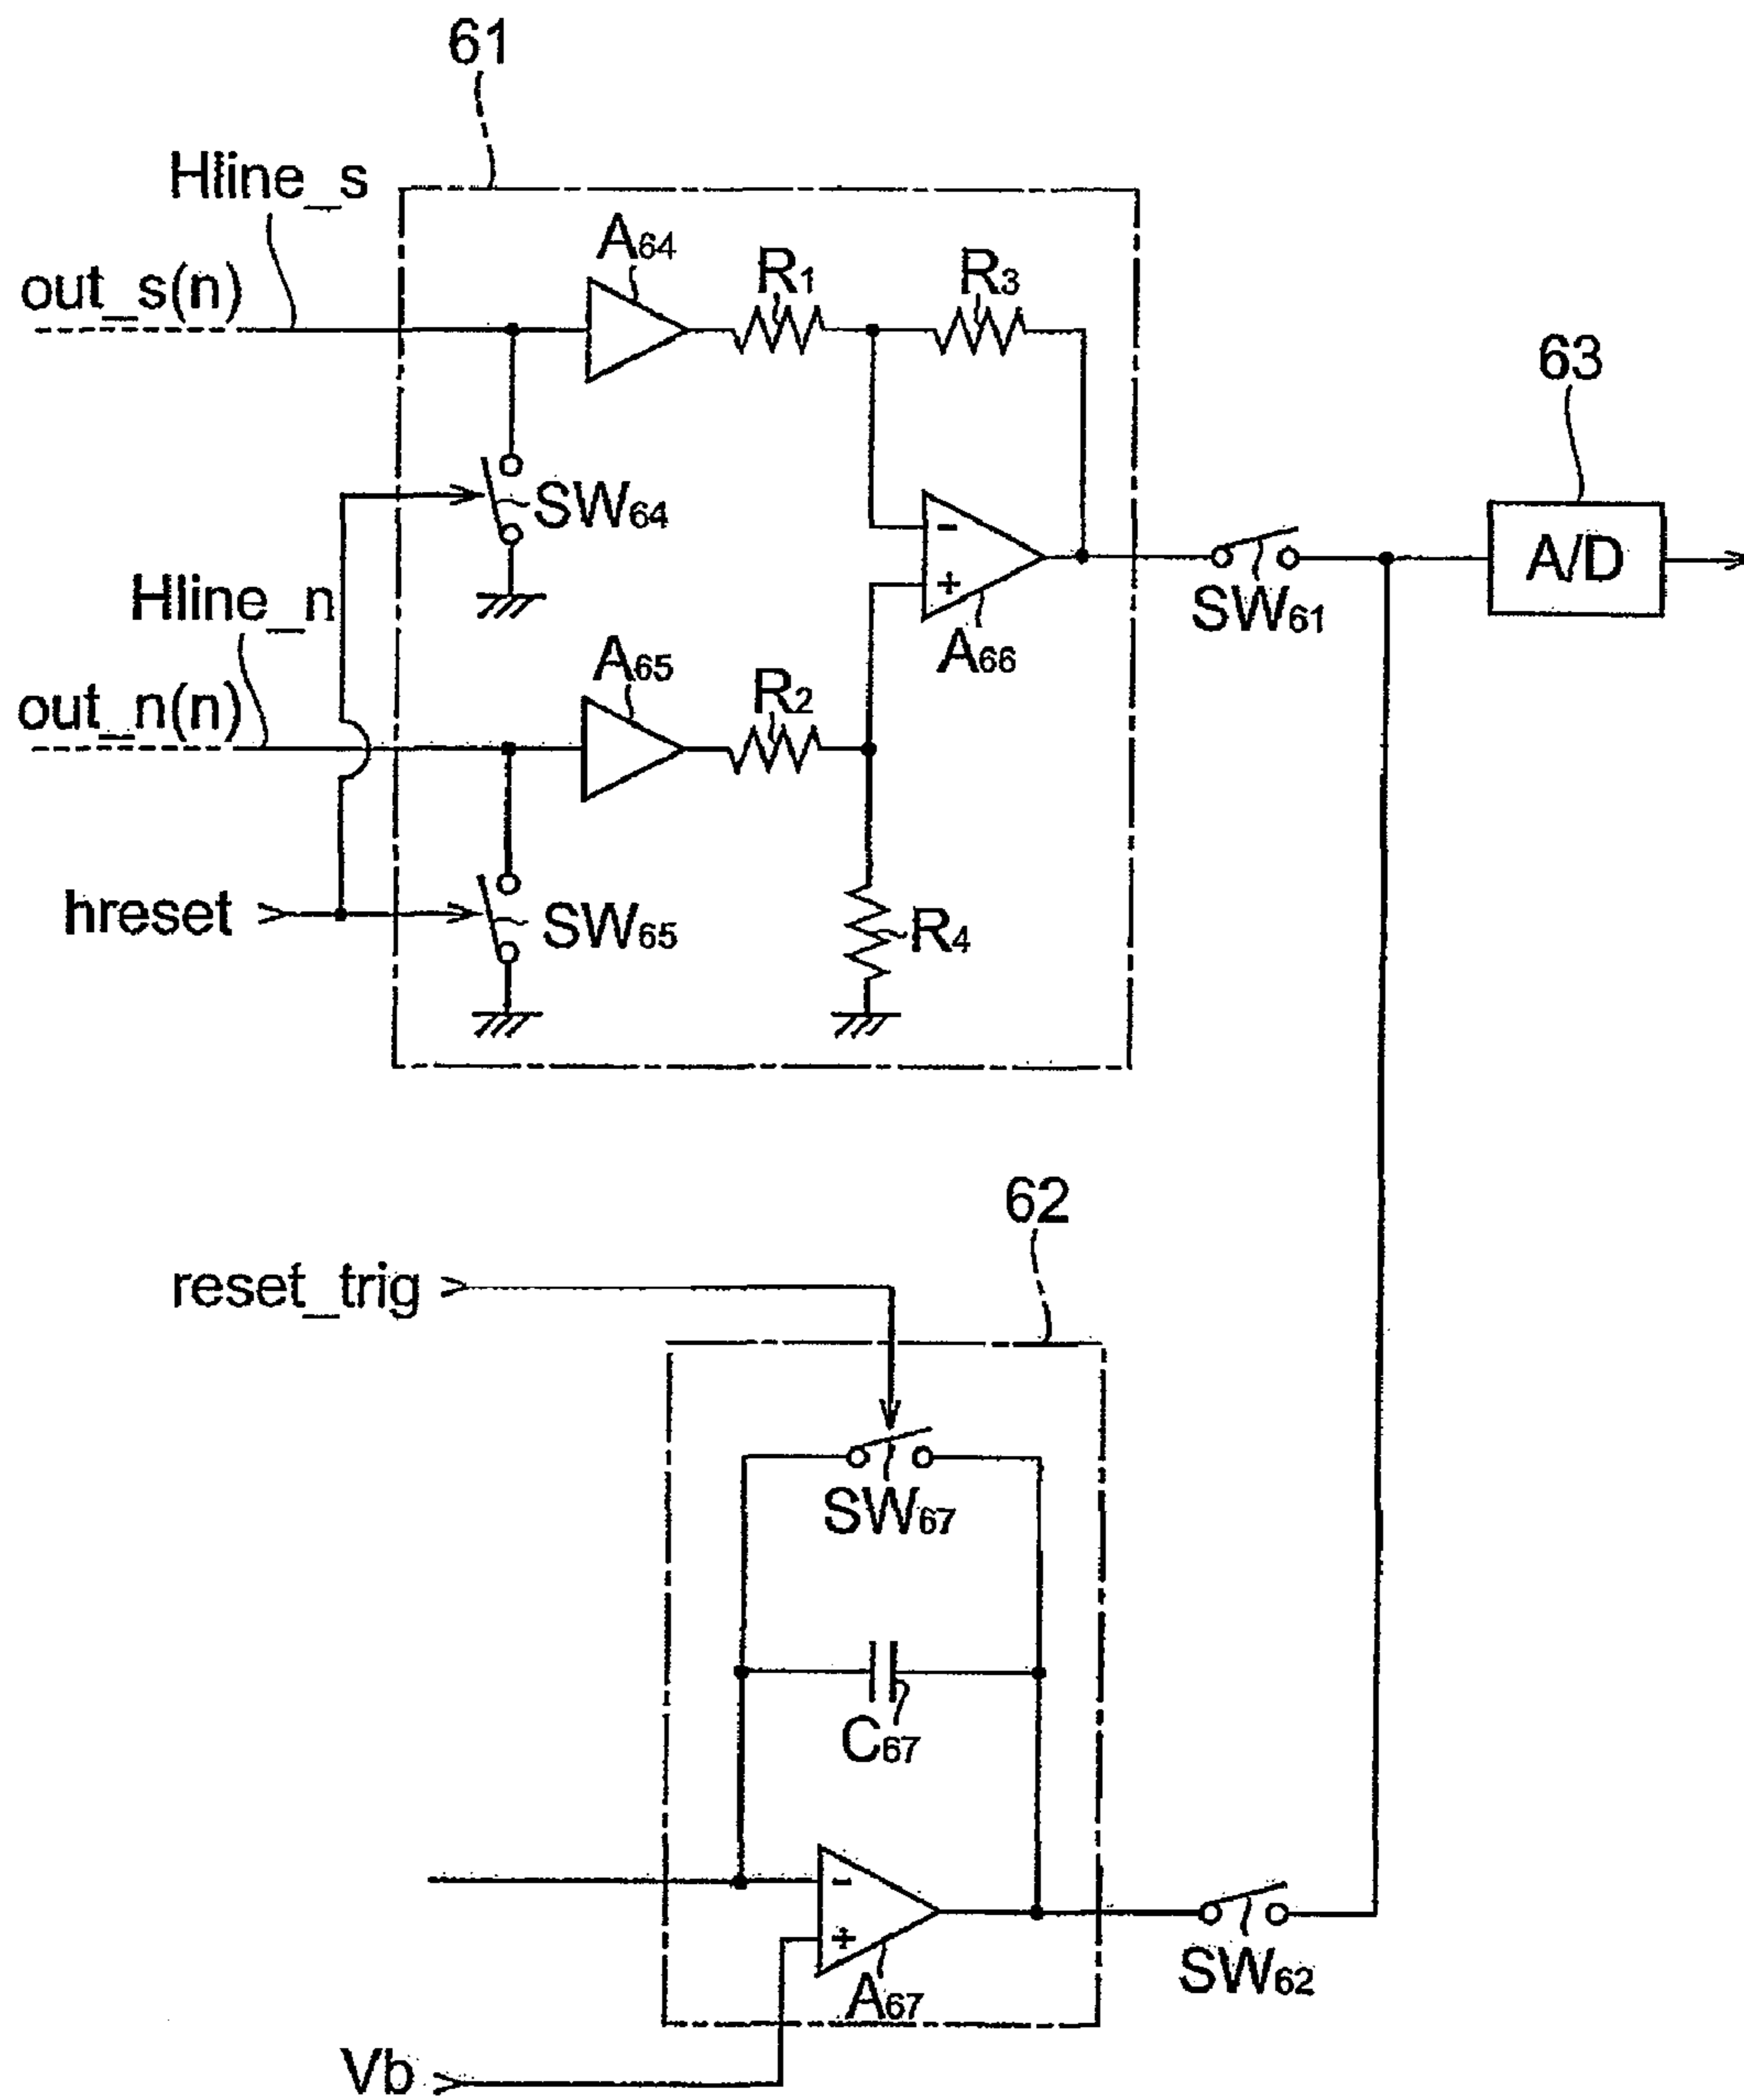 61
Hline_s
A64
R1
R3
out_s(n)
63
SW64
-
+
A/D
Hline_n
SW61
A65
A66
R2
out_n(n)
hreset
SW65
R4
62
reset_trig
SW67
C67
-
+
SW62
A67
Vb